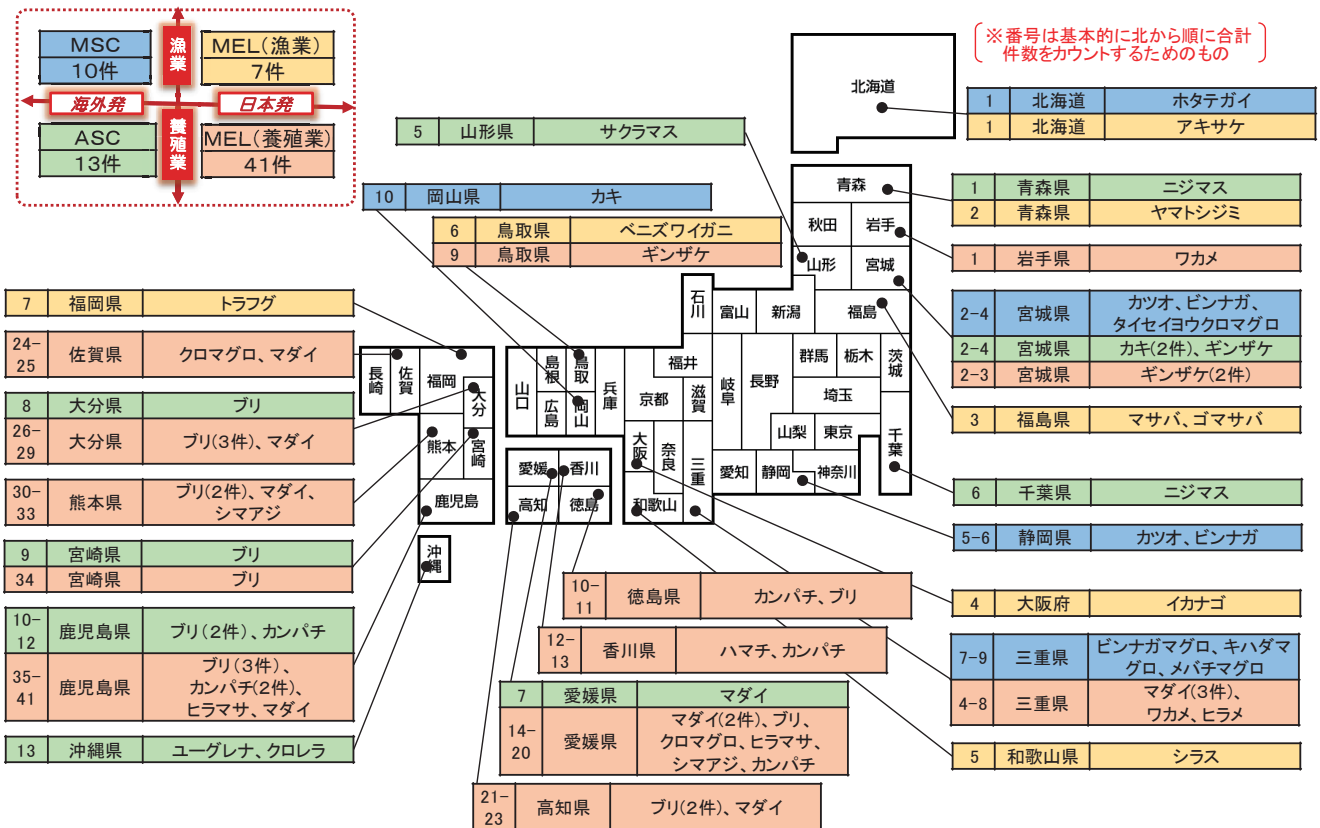 漁業
MSC
10件
MEL(漁業)
7件
海外発
日本発
養殖業
ASC
13件
MEL(養殖業)
41件
※番号は基本的に北から順に合計
件数をカウントするためのもの
北海道
1 北海道 ホタテガイ
1 北海道 アキサケ
5 山形県 サクラマス
10 岡山県 カキ
6 鳥取県 ベニズワイガニ
9 鳥取県 ギンザケ
青森
秋田
岩手
山形
宮城
石川
富山
新潟
福島
1 青森県 ニジマス
2 青森県 ヤマトシジミ
1 岩手県 ワカメ
2-4 宮城県 カツオ、ビンナガ、
タイセイヨウクロマグロ
2-4 宮城県 カキ(2件)、ギンザケ
2-3 宮城県 ギンザケ(2件)
3 福島県 マサバ、ゴマサバ
6 千葉県 ニジマス
5-6 静岡県 カツオ、ビンナガ
4 大阪府 イカナゴ
7-9 三重県 ビンナガマグロ、キハダマ
グロ、メバチマグロ
4-8 三重県 マダイ(3件)、
ワカメ、ヒラメ
5 和歌山県 シラス
7 福岡県 トラフグ
24-
25 佐賀県 クロマグロ、マダイ
8 大分県 ブリ
26-
29 大分県 ブリ(3件)、マダイ
30-
33 熊本県 ブリ(2件)、マダイ、
シマアジ
9 宮崎県 ブリ
34 宮崎県 ブリ
10-
12 鹿児島県 ブリ(2件)、カンパチ
35-
41 鹿児島県 ブリ(3件)、
カンパチ(2件)、
ヒラマサ、マダイ
13 沖縄県 ユーグレナ、クロレラ
長崎
佐賀
福岡
大分
熊本
宮崎
鹿児島
沖縄
山口
島根
鳥取
広島
岡山
兵庫
京都
福井
滋賀
岐阜
長野
群馬
栃木
茨城
埼玉
山梨
東京
千葉
大阪
奈良
三重
愛知
静岡
神奈川
和歌山
愛媛
香川
高知
徳島
10-
11 徳島県 カンパチ、ブリ
12-
13 香川県 ハマチ、カンパチ
7 愛媛県 マダイ
14-
20 愛媛県 マダイ(2件)、ブリ、
クロマグロ、ヒラマサ、
シマアジ、カンパチ
21-
23 高知県 ブリ(2件)、マダイ